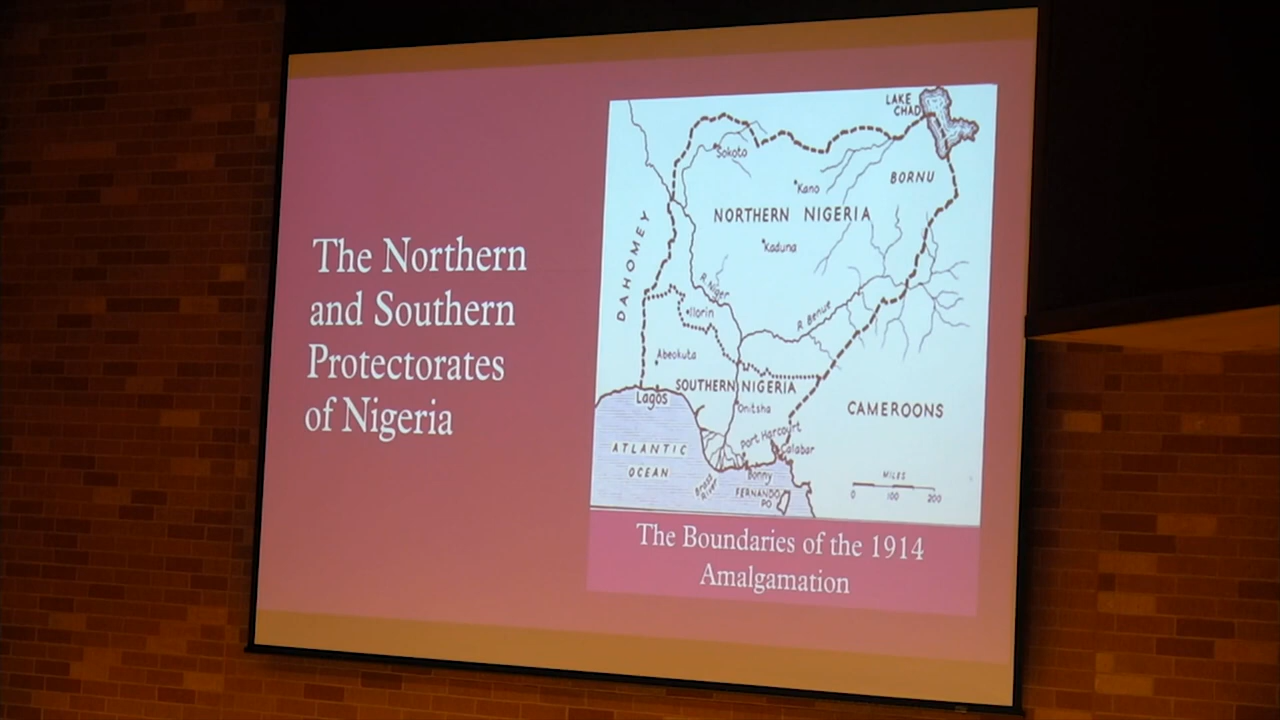 The Northern
and Southern
Protectorates
of Nigeria
LAKE
CHAD
Sokoto
BORNU
Kano
NORTHERN NIGERIA
Kaduna
DAHOMEY
R. Niger
Ilorin
R. Benue
Abeokuta
SOUTHERN NIGERIA
Lagos
Onitsha
CAMEROONS
Port Harcourt
Calabar
ATLANTIC
OCEAN
Bonny
Brass
River
FERNANDO
PO
MILES
0 100 200
The Boundaries of the 1914
Amalgamation